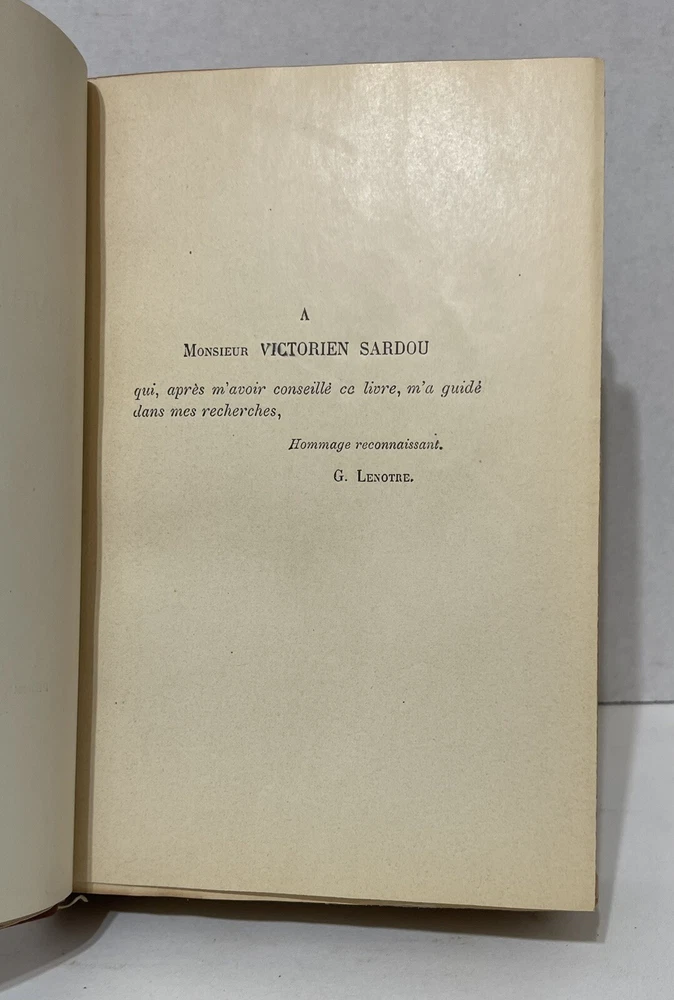 A
Monsieur VICTORIEN SARDOU
qui, après m'avoir conseillé ce livre, m'a guidé
dans mes recherches,
Hommage reconnaissant.
G. Lenotre.